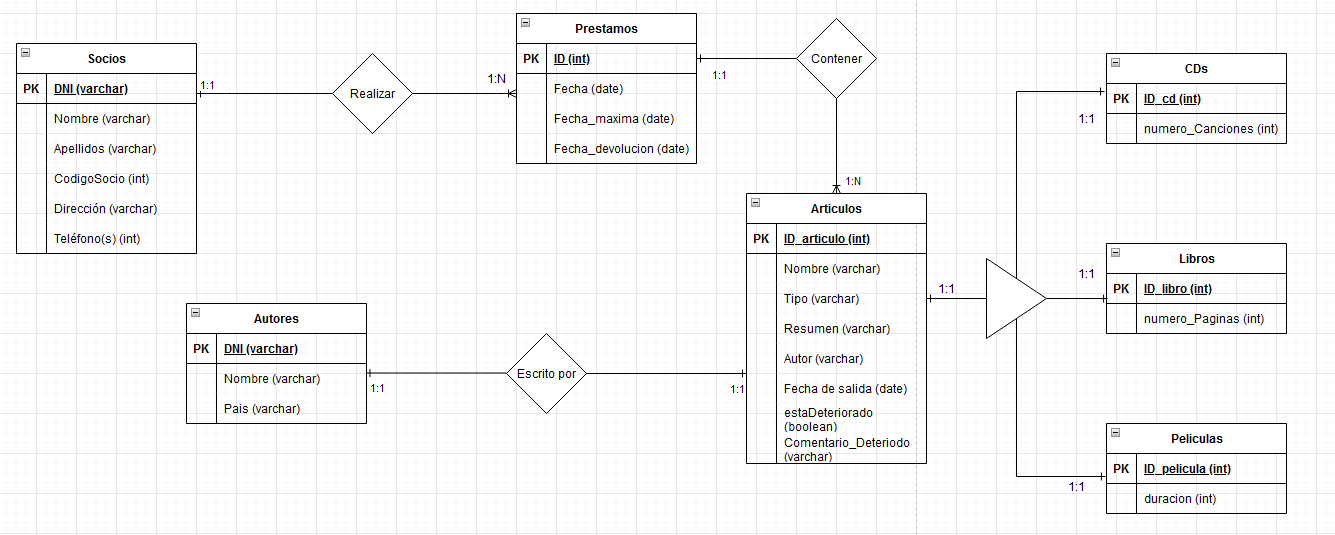 Socios
PK DNI (varchar)
Nombre (varchar)
Apellidos (varchar)
CodigoSocio (int)
Dirección (varchar)
Teléfono(s) (int)
1:1
Realizar
1:N
Prestamos
PK ID (int)
Fecha (date)
Fecha_maxima (date)
Fecha_devolucion (date)
1:1
Contener
1:N
Articulos
PK ID_articulo (int)
Nombre (varchar)
Tipo (varchar)
Resumen (varchar)
Autor (varchar)
Fecha de salida (date)
estaDeteriorado
(boolean)
Comentario_Deteriodo
(varchar)
Autores
PK DNI (varchar)
Nombre (varchar)
Pais (varchar)
1:1
Escrito por
1:1
1:1
CDs
PK ID_cd (int)
numero_Canciones (int)
1:1
Libros
PK ID_libro (int)
numero_Paginas (int)
1:1
Peliculas
PK ID_pelicula (int)
duracion (int)
1:1